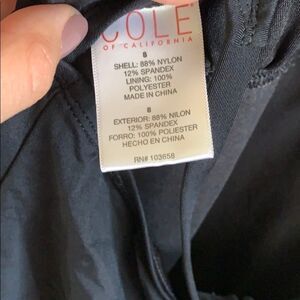 COLE
OF CALIFORNIA
8
SHELL: 88% NYLON
12% SPANDEX
LINING: 100%
POLYESTER
MADE IN CHINA
8
EXTERIOR: 88% NILON
12% SPANDEX
FORRO: 100% POLIESTER
HECHO EN CHINA
RN# 103658